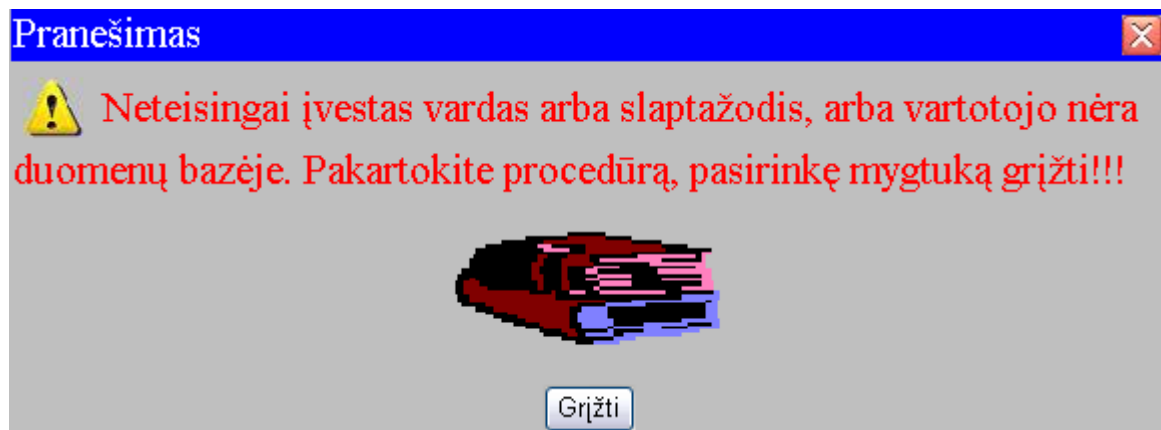 Pranešimas
Neteisingai įvestas vardas arba slaptažodis, arba vartotojo nėra
duomenų bazėje. Pakartokite procedūrą, pasirinkę mygtuką grįžti!!!
Grįžti